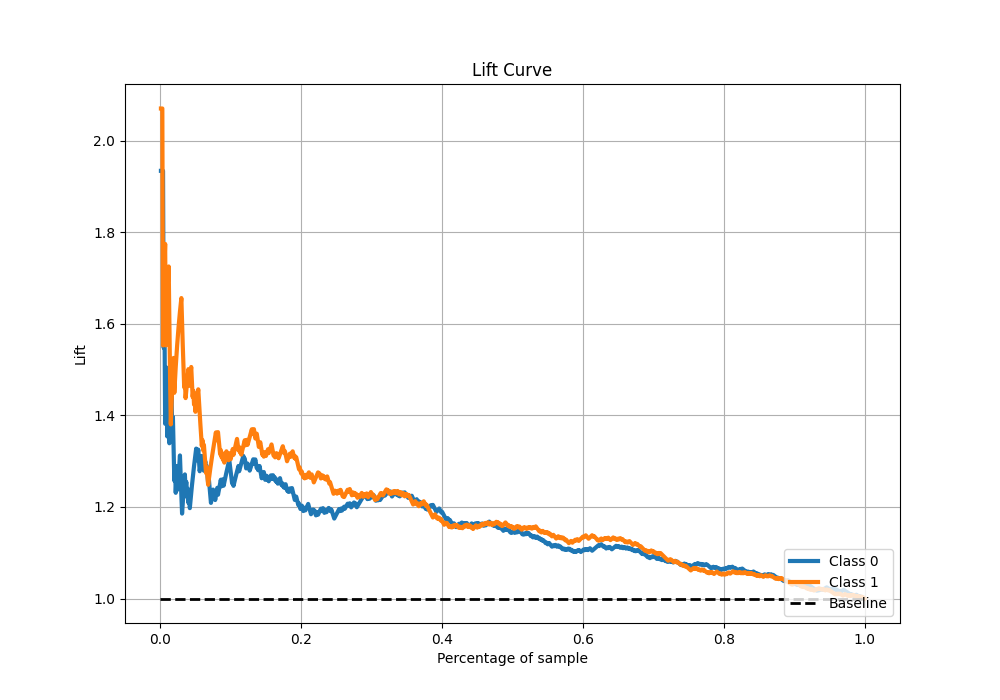 Lift Curve
2.0
1.8
1.6
1.4
1.2
1.0
Lift
0.0 0.2 0.4 0.6 0.8 1.0
Percentage of sample
Class 0
Class 1
Baseline